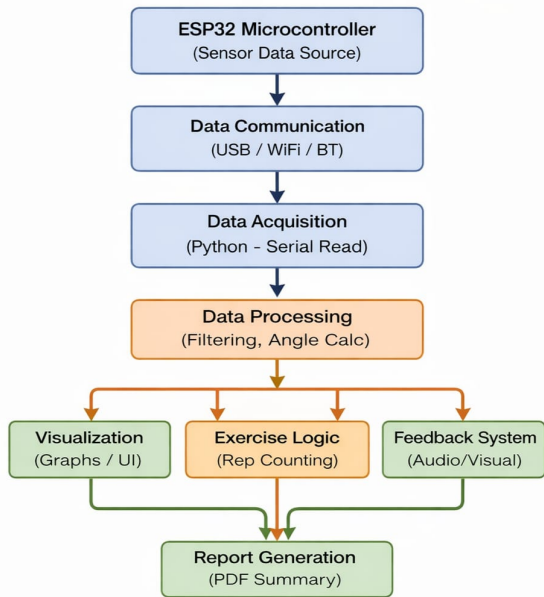 ESP32 Microcontroller
(Sensor Data Source)
Data Communication
(USB / WiFi / BT)
Data Acquisition
(Python - Serial Read)
Data Processing
(Filtering, Angle Calc)
Visualization
(Graphs / UI)
Exercise Logic
(Rep Counting)
Feedback System
(Audio/Visual)
Report Generation
(PDF Summary)